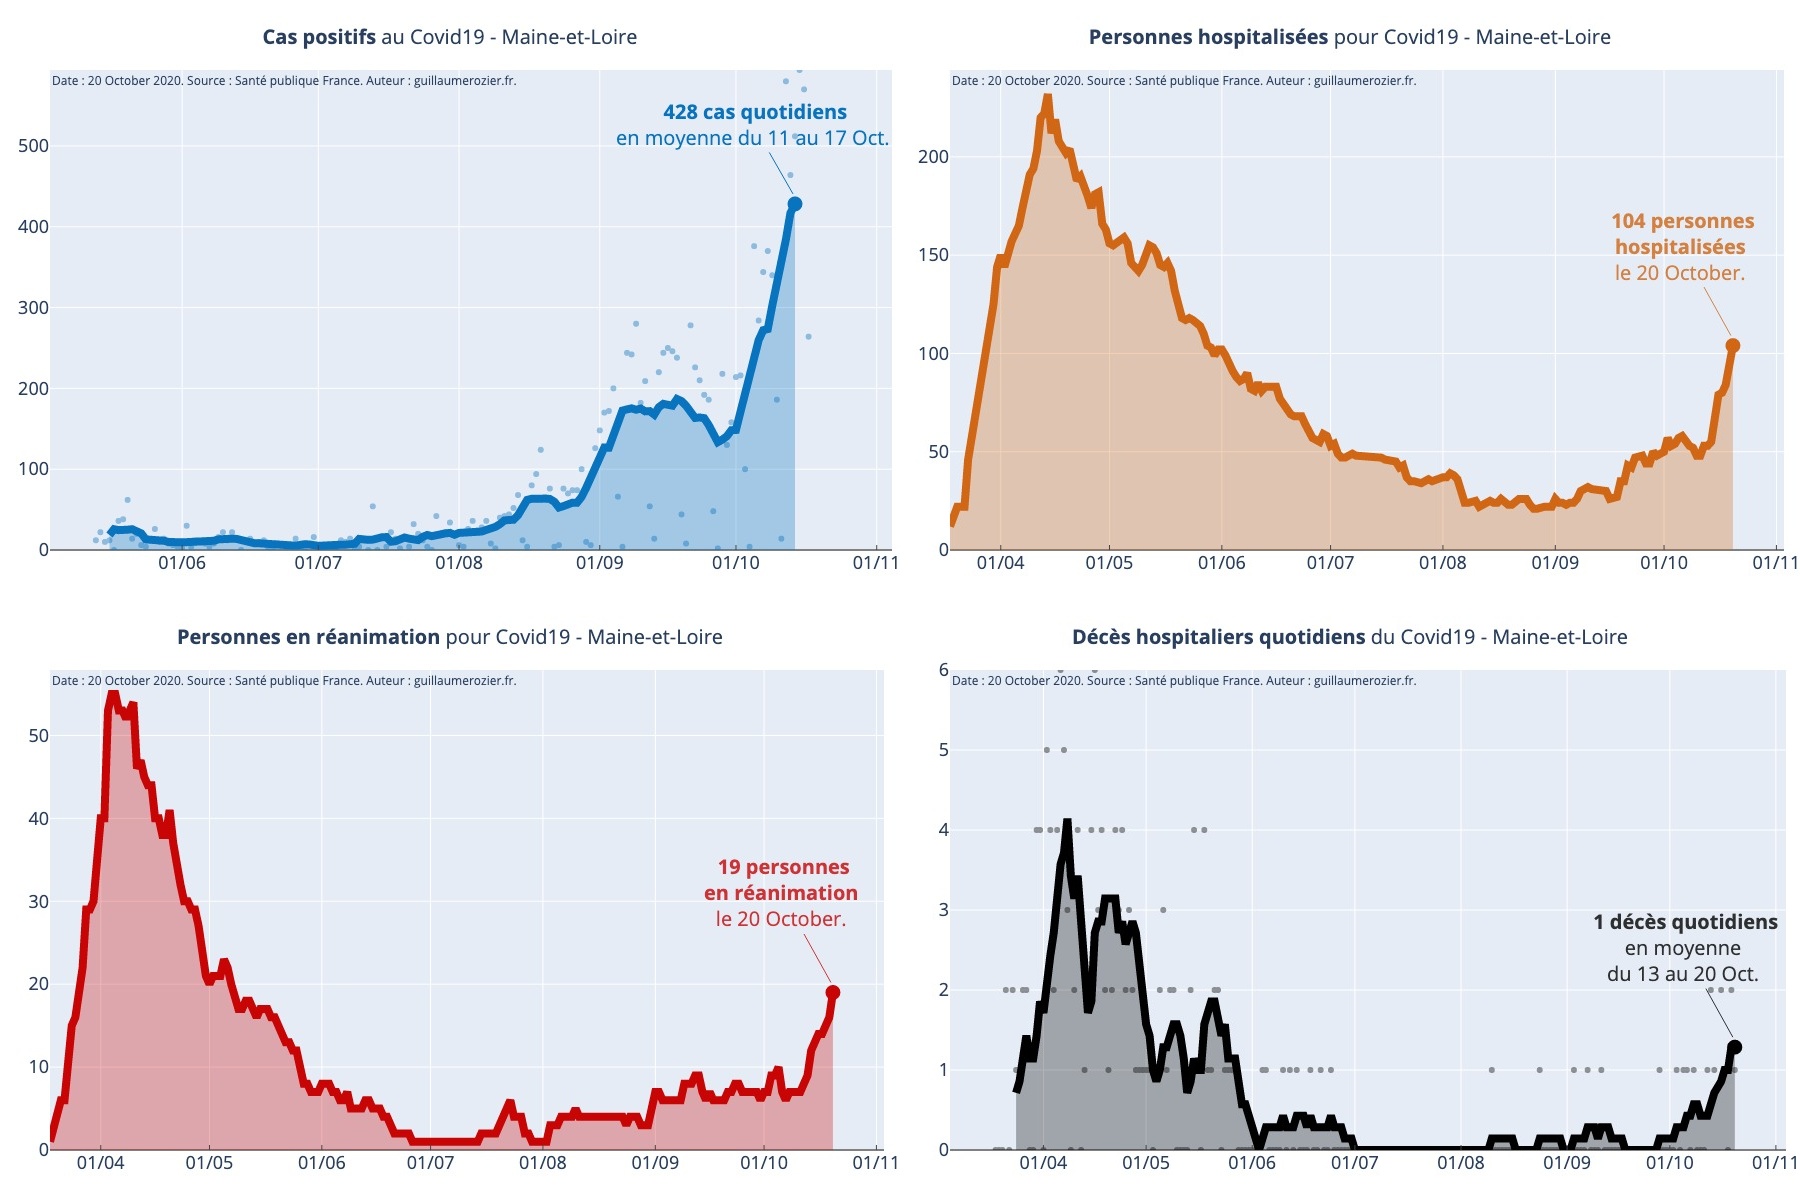 Cas positifs au Covid19 - Maine-et-Loire
Date : 20 October 2020. Source : Santé publique France. Auteur : guillaumerozier.fr.
428 cas quotidiens
en moyenne du 11 au 17 Oct.
500
400
300
200
100
0
01/06 01/07 01/08 01/09 01/10 01/11
Personnes hospitalisées pour Covid19 - Maine-et-Loire
Date : 20 October 2020. Source : Santé publique France. Auteur : guillaumerozier.fr.
200
104 personnes
hospitalisées
le 20 October.
150
100
50
0
01/04 01/05 01/06 01/07 01/08 01/09 01/10 01/11
Personnes en réanimation pour Covid19 - Maine-et-Loire
Date : 20 October 2020. Source : Santé publique France. Auteur : guillaumerozier.fr.
50
40
19 personnes
en réanimation
le 20 October.
30
20
10
0
01/04 01/05 01/06 01/07 01/08 01/09 01/10 01/11
Décès hospitaliers quotidiens du Covid19 - Maine-et-Loire
6
Date : 20 October 2020. Source : Santé publique France. Auteur : guillaumerozier.fr.
5
4
3
1 décès quotidiens
en moyenne
du 13 au 20 Oct.
2
1
0
01/04 01/05 01/06 01/07 01/08 01/09 01/10 01/11